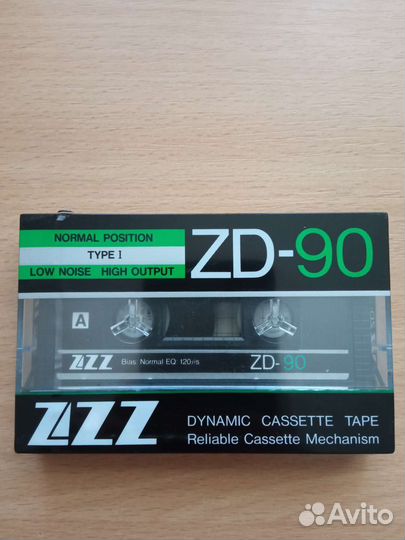 NORMAL POSITION
TYPE I
LOW NOISE HIGH OUTPUT
ZD-90
A
ZZZ Bias: Normal EQ: 120µs ZD-90
ZZZ
DYNAMIC CASSETTE TAPE
Reliable Cassette Mechanism
Avito